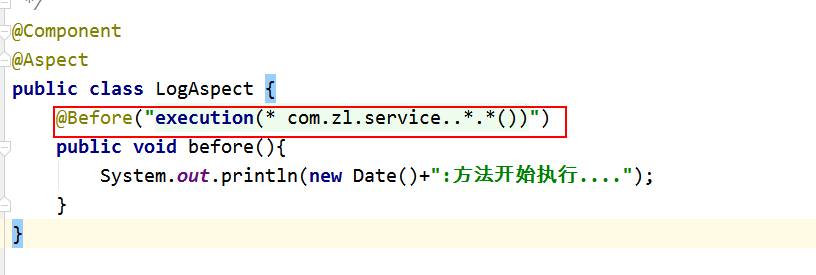 */
@Component
@Aspect
public class LogAspect {
@Before("execution(* com.zl.service..*.*())")
public void before(){
System.out.println(new Date()+":方法开始执行....");
}
}